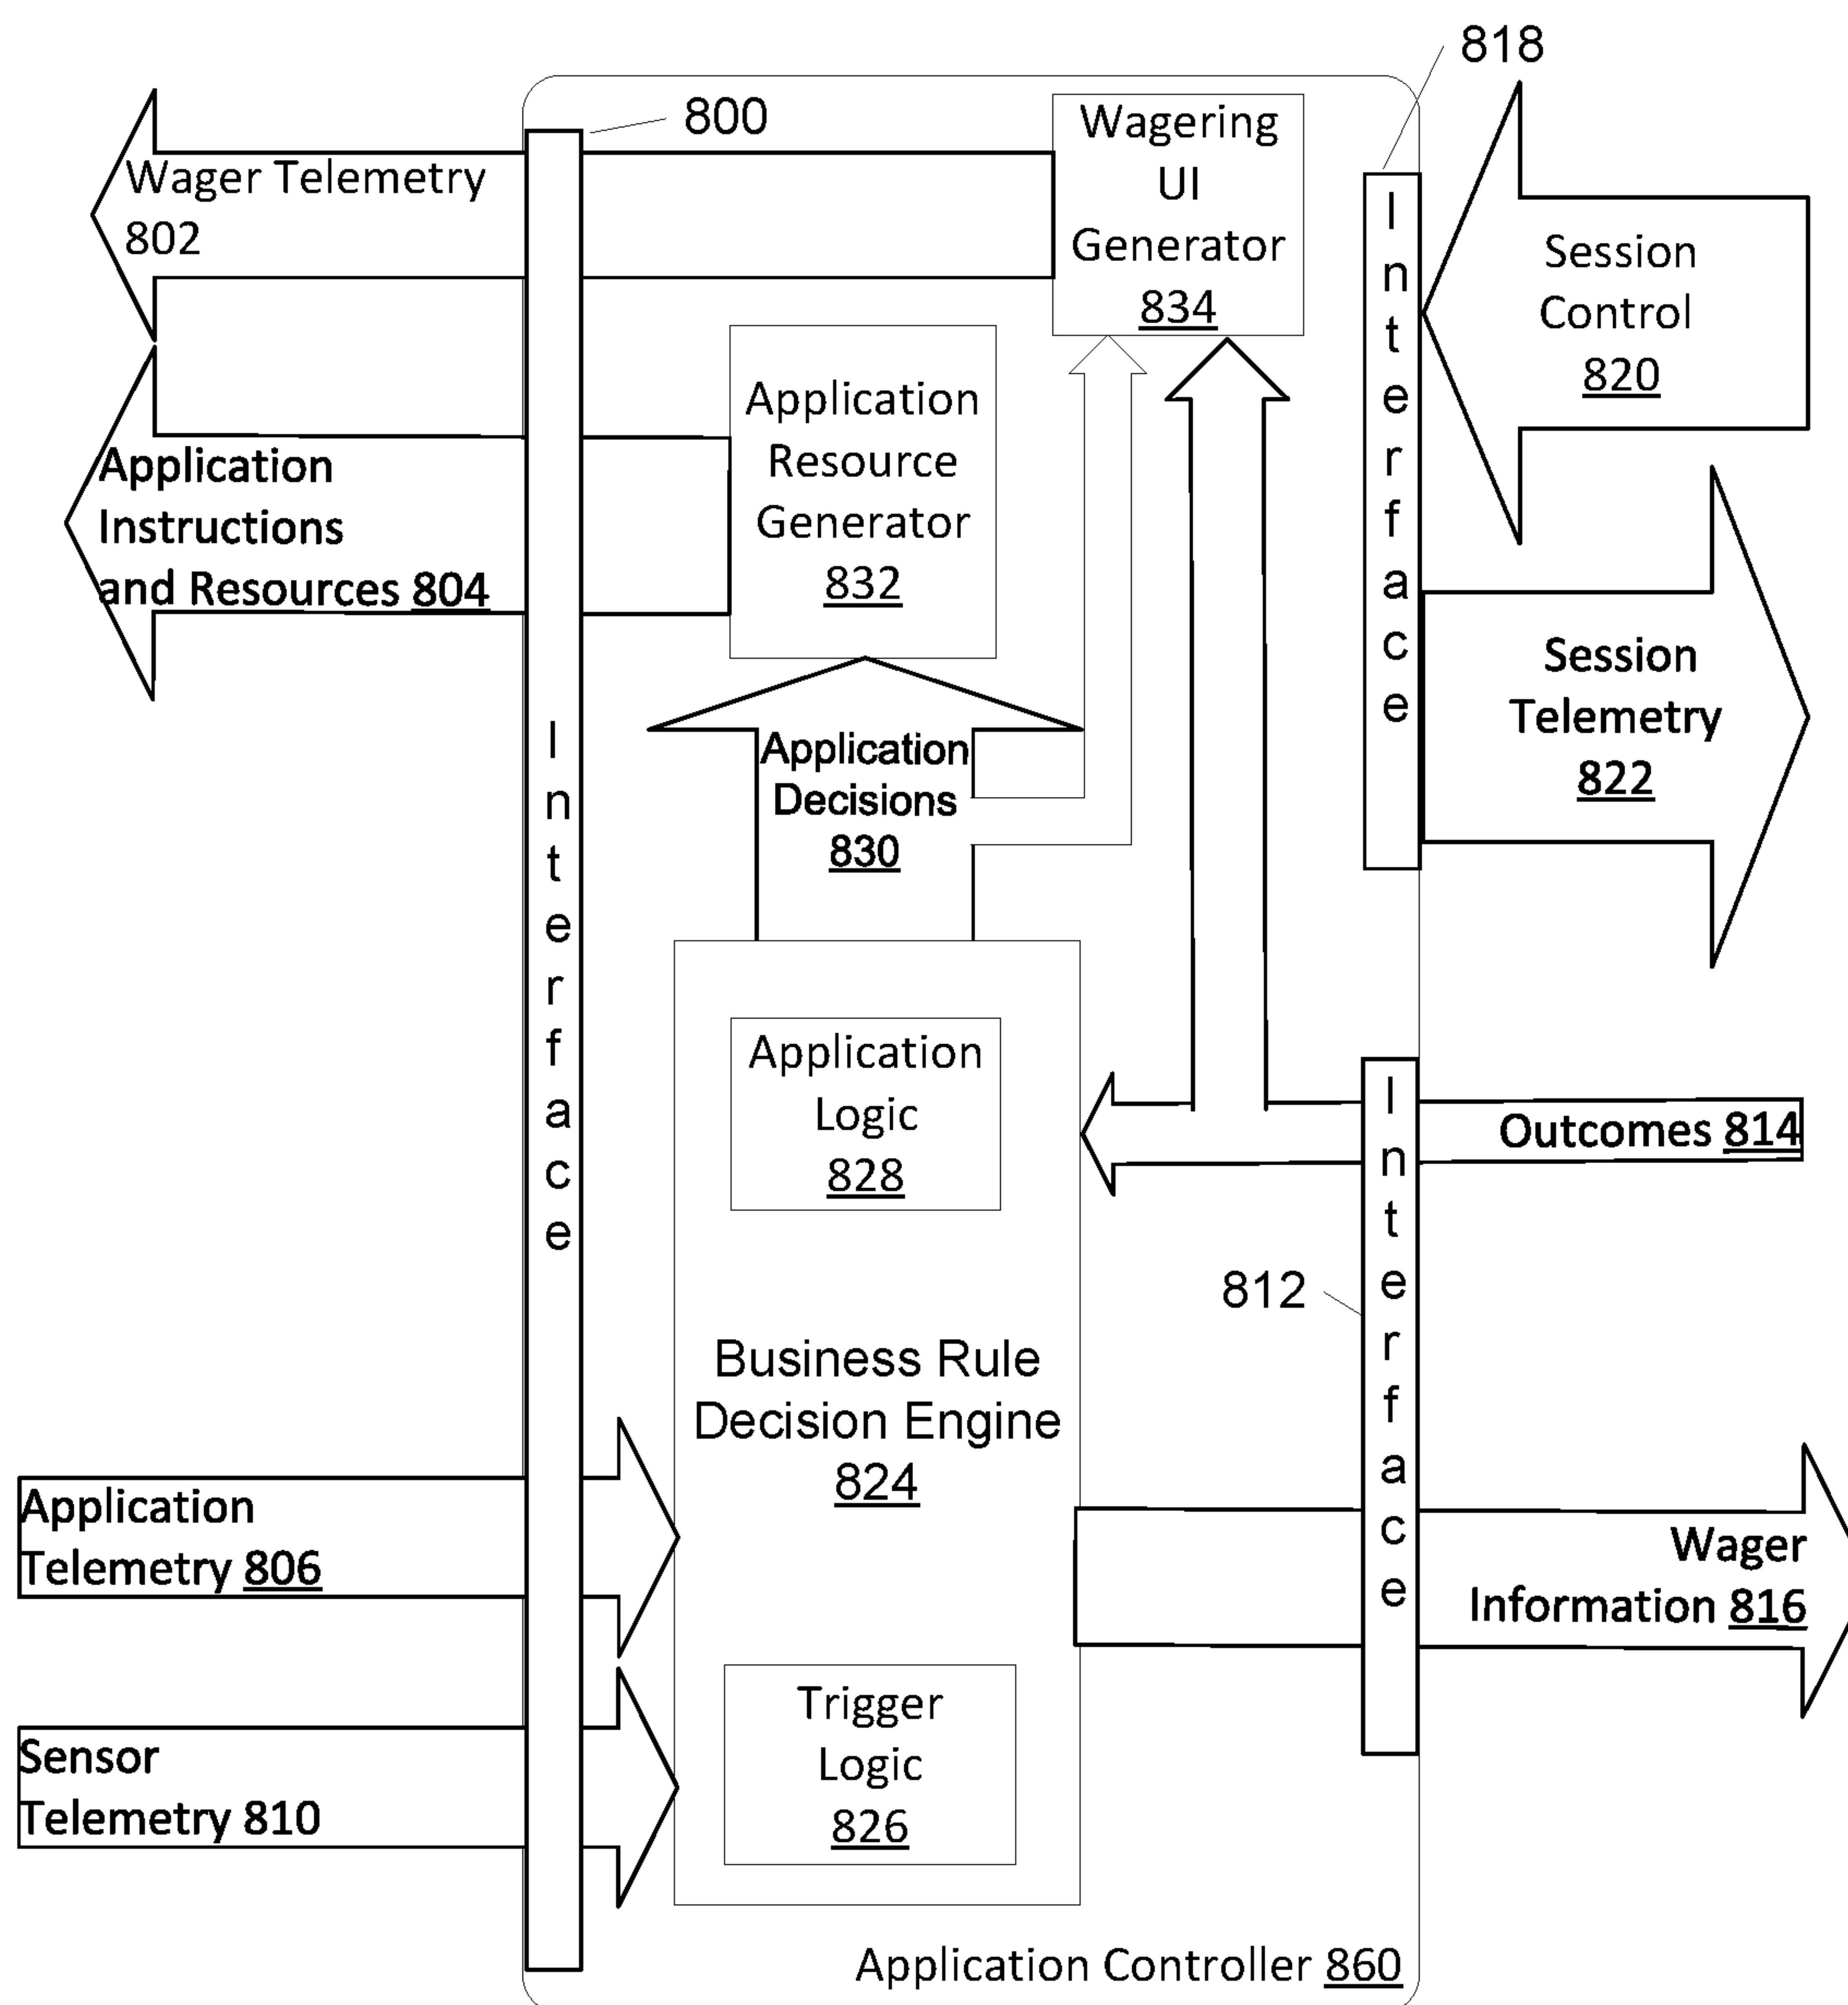 818
800
Wagering
UI
Generator
834
Wager Telemetry
802
Interface
Session
Control
820
Application
Resource
Generator
832
Application
Instructions
and Resources 804
Session
Telemetry
822
Interface
Application
Decisions
830
Application
Logic
828
Interface
Outcomes 814
812
Business Rule
Decision Engine
824
Application
Telemetry 806
Wager
Information 816
Trigger
Logic
826
Sensor
Telemetry 810
Application Controller 860